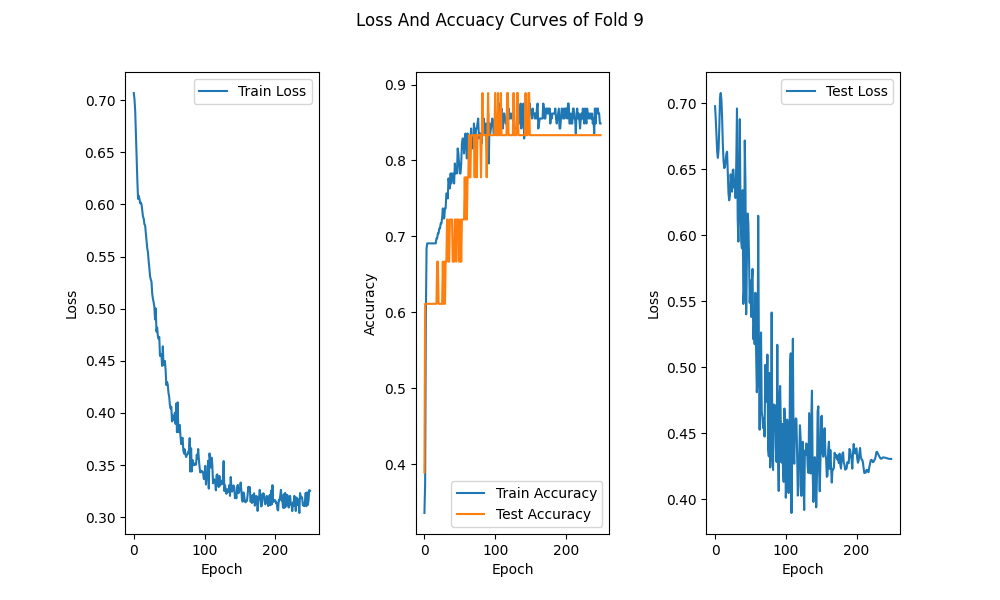 Loss And Accuacy Curves of Fold 9
Train Loss
0.70
0.65
0.60
0.55
0.50
0.45
0.40
0.35
0.30
0
100
200
Epoch
Loss
0.9
0.8
0.7
0.6
0.5
0.4
Train Accuracy
Test Accuracy
0
100
200
Epoch
Accuracy
Test Loss
0.70
0.65
0.60
0.55
0.50
0.45
0.40
0
100
200
Epoch
Loss